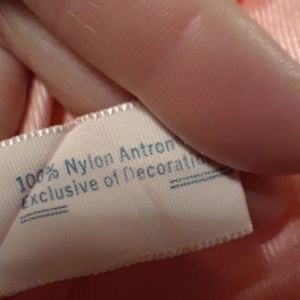 100% Nylon Antron
Exclusive of Decoration